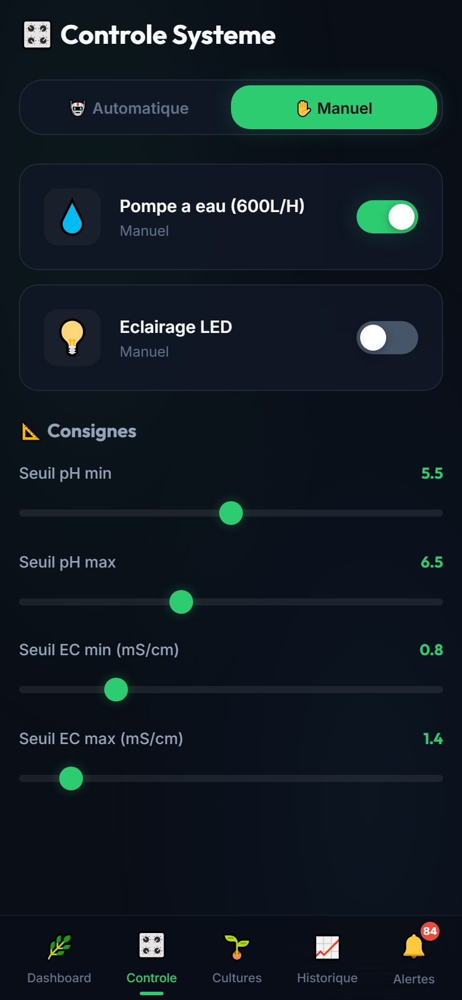 Controle Systeme
Automatique
Manuel
Pompe a eau (600L/H)
Manuel
Eclairage LED
Manuel
Consignes
Seuil pH min 5.5
Seuil pH max 6.5
Seuil EC min (mS/cm) 0.8
Seuil EC max (mS/cm) 1.4
84
Dashboard
Controle
Cultures
Historique
Alertes